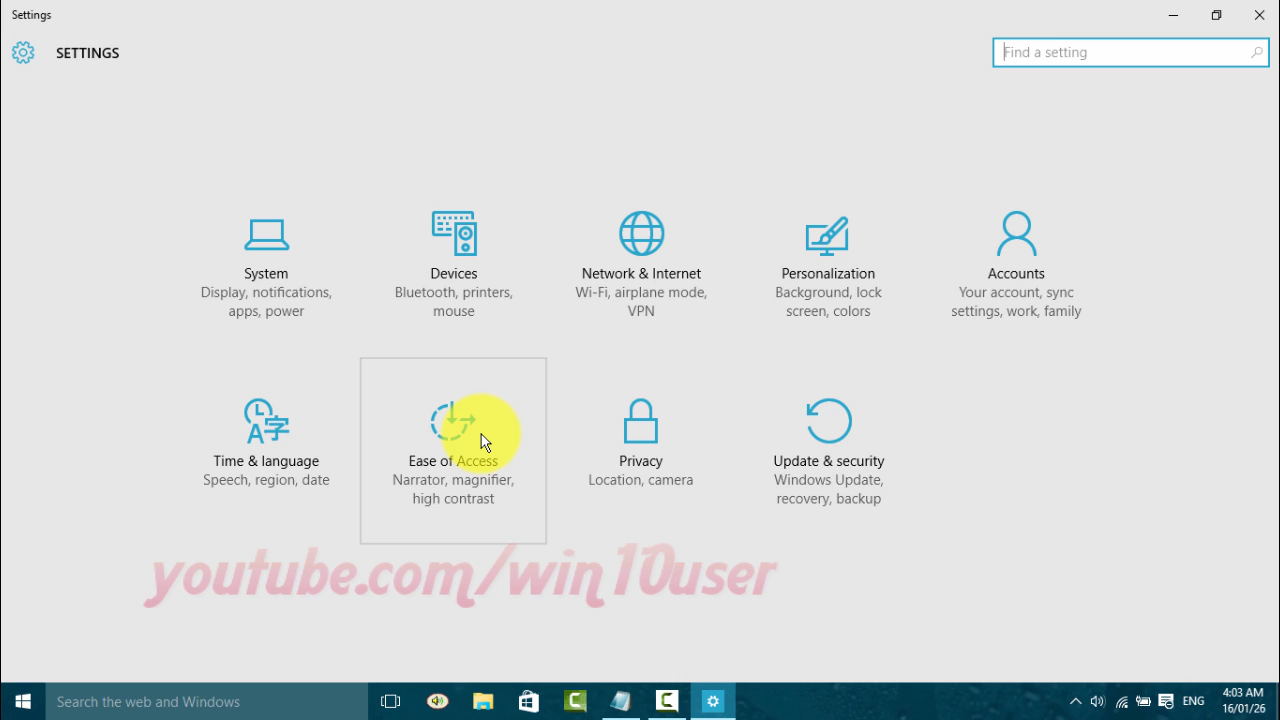 Settings
SETTINGS
Find a setting
System
Display, notifications,
apps, power
Devices
Bluetooth, printers,
mouse
Network & Internet
Wi-Fi, airplane mode,
VPN
Personalization
Background, lock
screen, colors
Accounts
Your account, sync
settings, work, family
Time & language
Speech, region, date
Ease of Access
Narrator, magnifier,
high contrast
Privacy
Location, camera
Update & security
Windows Update,
recovery, backup
youtube.com/win10user
Search the web and Windows
ENG
4:03 AM
16/01/26